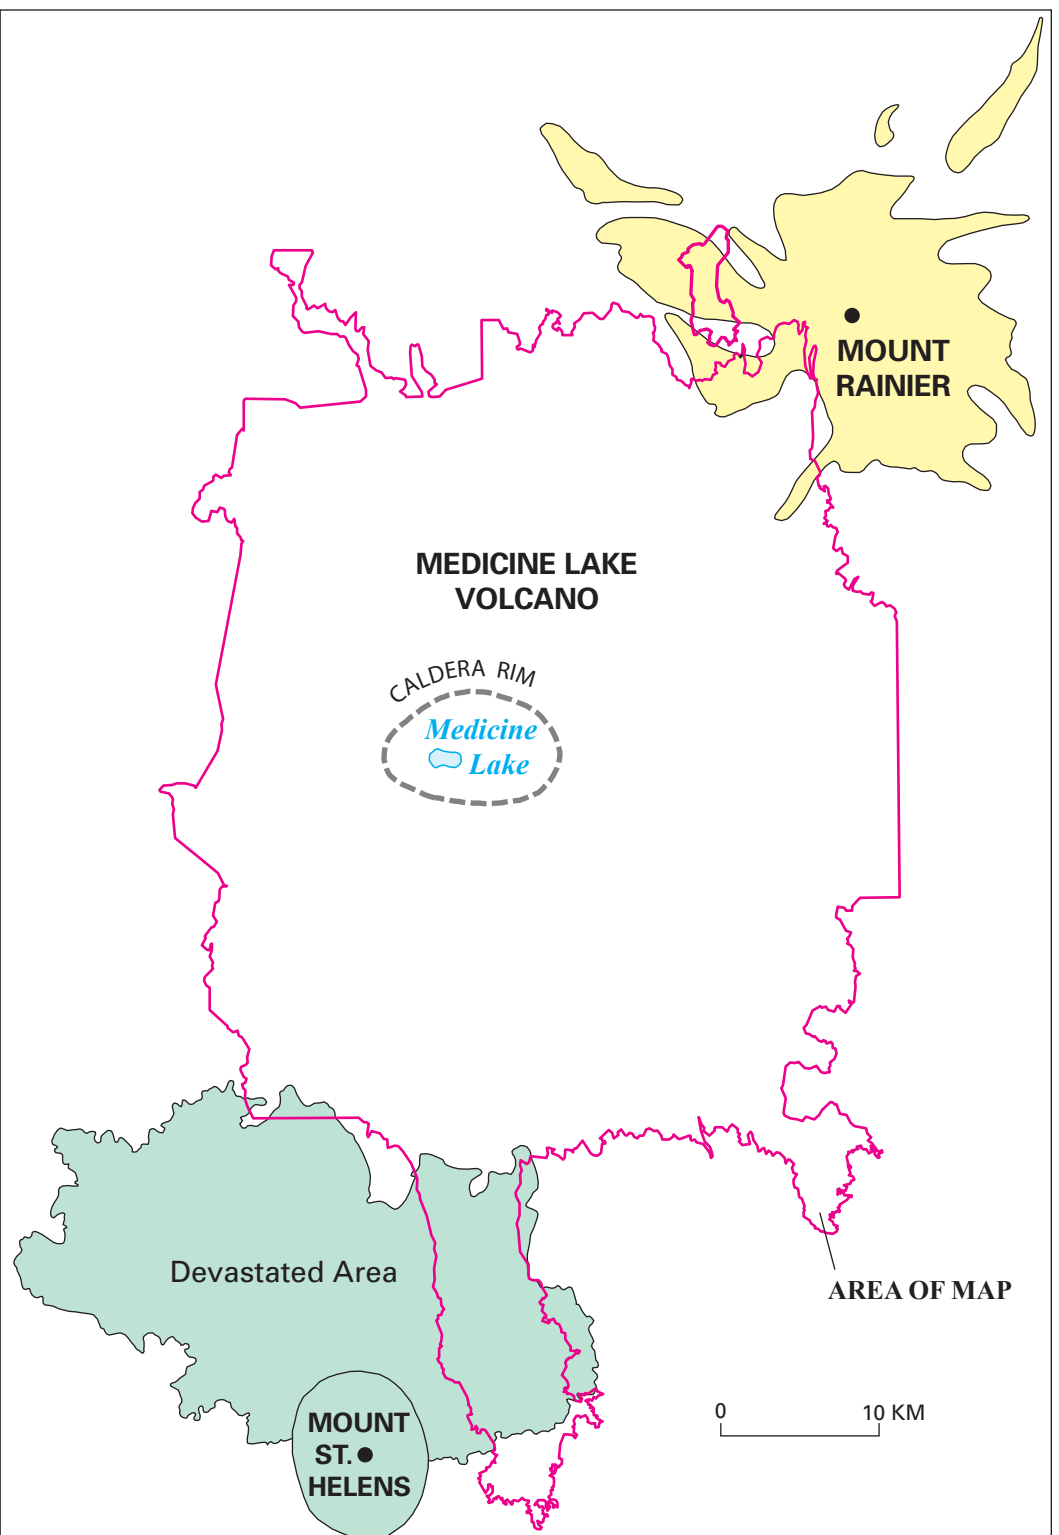 MOUNT
RAINIER
MEDICINE LAKE
VOLCANO
CALDERA RIM
Medicine
Lake
Devastated Area
AREA OF MAP
0 10 KM
MOUNT
ST.
HELENS